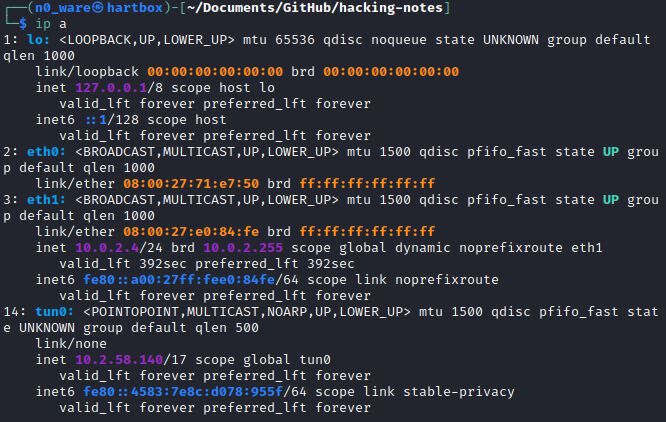 ┌──(n0_ware㉿hartbox)-[~/Documents/GitHub/hacking-notes]
└─$ ip a
1: lo: <LOOPBACK,UP,LOWER_UP> mtu 65536 qdisc noqueue state UNKNOWN group default
qlen 1000
    link/loopback 00:00:00:00:00:00 brd 00:00:00:00:00:00
    inet 127.0.0.1/8 scope host lo
       valid_lft forever preferred_lft forever
    inet6 ::1/128 scope host
       valid_lft forever preferred_lft forever
2: eth0: <BROADCAST,MULTICAST,UP,LOWER_UP> mtu 1500 qdisc pfifo_fast state UP grou
p default qlen 1000
    link/ether 08:00:27:71:e7:50 brd ff:ff:ff:ff:ff:ff
3: eth1: <BROADCAST,MULTICAST,UP,LOWER_UP> mtu 1500 qdisc pfifo_fast state UP grou
p default qlen 1000
    link/ether 08:00:27:e0:84:fe brd ff:ff:ff:ff:ff:ff
    inet 10.0.2.4/24 brd 10.0.2.255 scope global dynamic noprefixroute eth1
       valid_lft 392sec preferred_lft 392sec
    inet6 fe80::a00:27ff:fee0:84fe/64 scope link noprefixroute
       valid_lft forever preferred_lft forever
14: tun0: <POINTOPOINT,MULTICAST,NOARP,UP,LOWER_UP> mtu 1500 qdisc pfifo_fast stat
e UNKNOWN group default qlen 500
    link/none
    inet 10.2.58.140/17 scope global tun0
       valid_lft forever preferred_lft forever
    inet6 fe80::4583:7e8c:d078:955f/64 scope link stable-privacy
       valid_lft forever preferred_lft forever